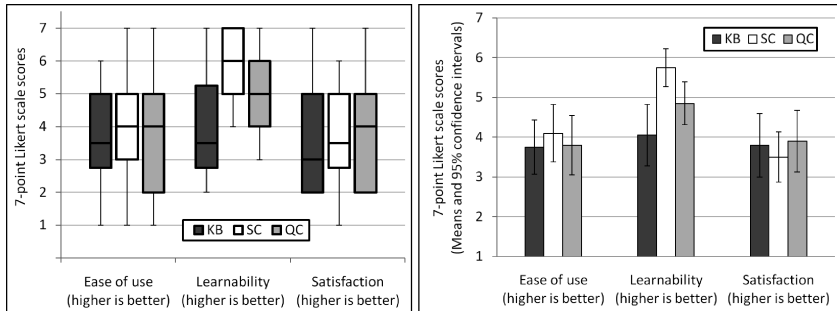 7-point Likert scale scores
7
6
5
4
3
2
1
KB SC QC
Ease of use
(higher is better)
Learnability
(higher is better)
Satisfaction
(higher is better)
7-point Likert scale scores
(Means and 95% confidence intervals)
7
6
5
4
3
2
1
KB SC QC
Ease of use
(higher is better)
Learnability
(higher is better)
Satisfaction
(higher is better)